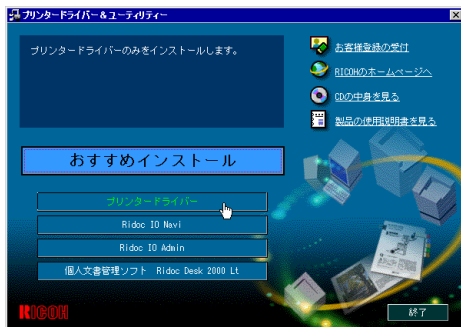 プリンタードライバー＆ユーティリティー
プリンタードライバーのみをインストールします。
お客様登録の受付
RICOHのホームページへ
CDの中身を見る
製品の使用説明書を見る
おすすめインストール
プリンタードライバー
Ridoc IO Navi
Ridoc IO Admin
個人文書管理ソフト Ridoc Desk 2000 Lt
RICOH
終了